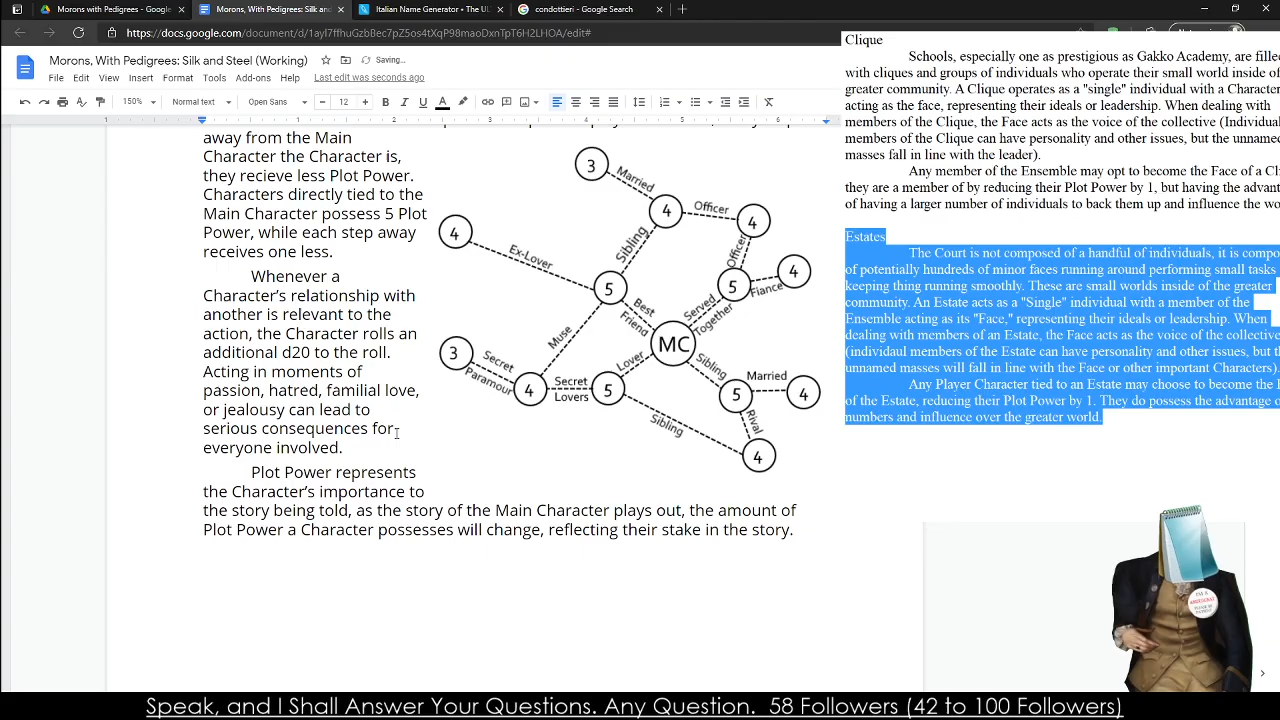 Morons with Pedigrees - Google
Morons, With Pedigrees: Silk and
Italian Name Generator • The UL
condottieri - Google Search
https://docs.google.com/document/d/1ayl7ffhuGzbBec7pZ5os4tXqP98maoDxnTpT6H2LHOA/edit#
Morons, With Pedigrees: Silk and Steel (Working)
Saving...
File Edit View Insert Format Tools Add-ons Help Last edit was seconds ago
150% Normal text Open Sans 12 B I U A
1 1 2 3 4 5 6
away from the Main
Character the Character is,
they recieve less Plot Power.
Characters directly tied to the
Main Character possess 5 Plot
Power, while each step away
receives one less.
Whenever a
Character's relationship with
another is relevant to the
action, the Character rolls an
additional d20 to the roll.
Acting in moments of
passion, hatred, familial love,
or jealousy can lead to
serious consequences for
everyone involved.
Plot Power represents
the Character's importance to
the story being told, as the story of the Main Character plays out, the amount of
Plot Power a Character possesses will change, reflecting their stake in the story.
3
Married
4
Officer
4
4
Ex-Lover
Sibling
Officer
4
5
5
Fiance
Best
Friend
Served
Together
Muse
MC
3
Secret
Paramour
4
Secret
Lovers
5
Lover
Sibling
Married
4
5
Sibling
Rival
4
Clique
Schools, especially one as prestigious as Gakko Academy, are filled
with cliques and groups of individuals who operate their small world inside of
greater community. A Clique operates as a "single" individual with a Character
acting as the face, representing their ideals or leadership. When dealing with
members of the Clique, the Face acts as the voice of the collective (Individual
members of the Clique can have personality and other issues, but the unnamed
masses fall in line with the leader).
Any member of the Ensemble may opt to become the Face of a Cli
they are a member of by reducing their Plot Power by 1, but having the advant
of having a larger number of individuals to back them up and influence the wo
Estates
The Court is not composed of a handful of individuals, it is compo
of potentially hundreds of minor faces running around performing small tasks
keeping thing running smoothly. These are small worlds inside of the greater
community. An Estate acts as a "Single" individual with a member of the
Ensemble acting as its "Face," representing their ideals or leadership. When
dealing with members of an Estate, the Face acts as the voice of the collective
(individaul members of the Estate can have personality and other issues, but th
unnamed masses will fall in line with the Face or other important Characters).
Any Player Character tied to an Estate may choose to become the
of the Estate, reducing their Plot Power by 1. They do possess the advantage o
numbers and influence over the greater world.
I'M A
Speak, and I Shall Answer Your Questions. Any Question. 58 Followers (42 to 100 Followers)